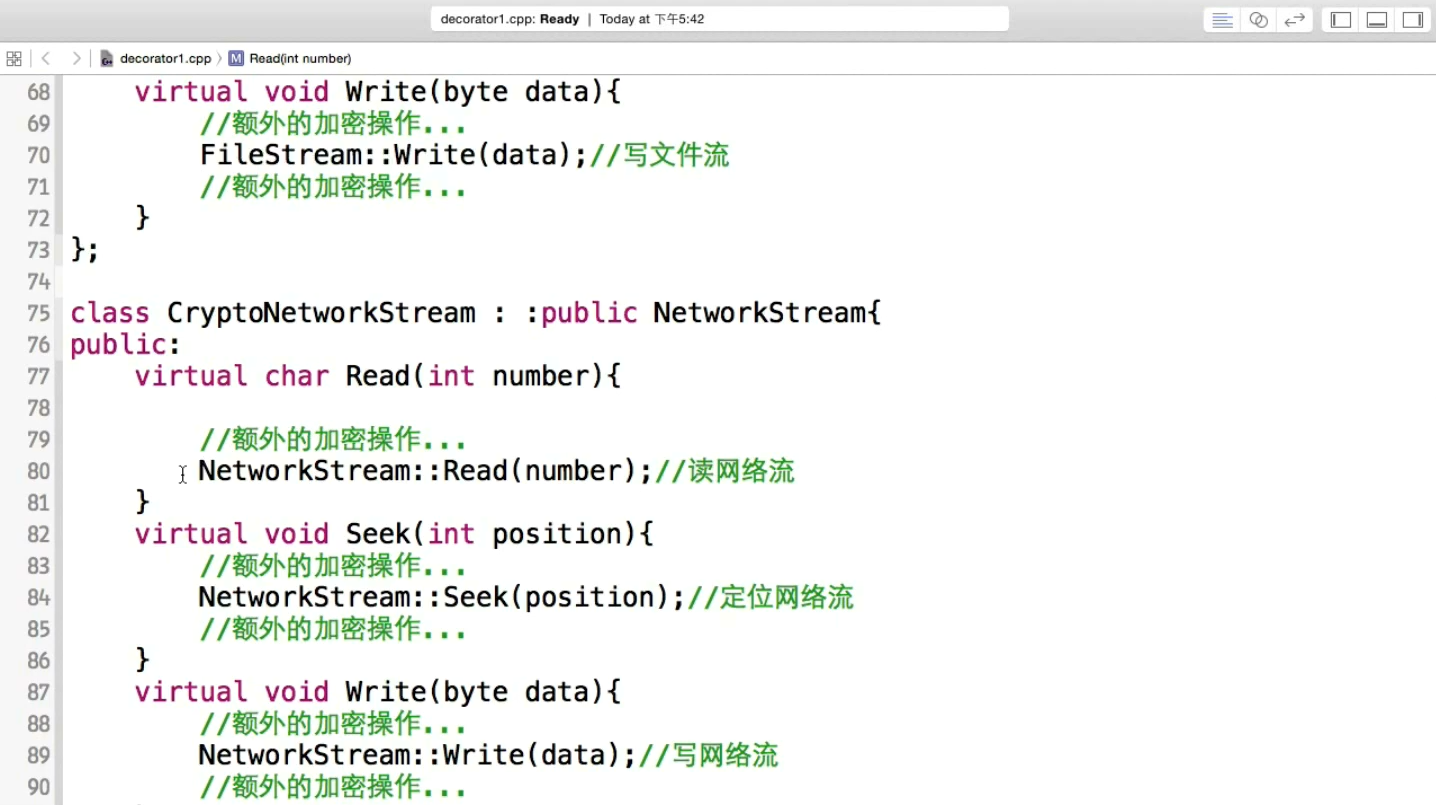 decorator1.cpp: Ready | Today at 下午5:42
decorator1.cpp 〉 M Read(int number)
68 virtual void Write(byte data){
69 //额外的加密操作...
70 FileStream::Write(data);//写文件流
71 //额外的加密操作...
72 }
73 };
74
75 class CryptoNetworkStream : :public NetworkStream{
76 public:
77 virtual char Read(int number){
78
79 //额外的加密操作...
80 NetworkStream::Read(number);//读网络流
81 }
82 virtual void Seek(int position){
83 //额外的加密操作...
84 NetworkStream::Seek(position);//定位网络流
85 //额外的加密操作...
86 }
87 virtual void Write(byte data){
88 //额外的加密操作...
89 NetworkStream::Write(data);//写网络流
90 //额外的加密操作...